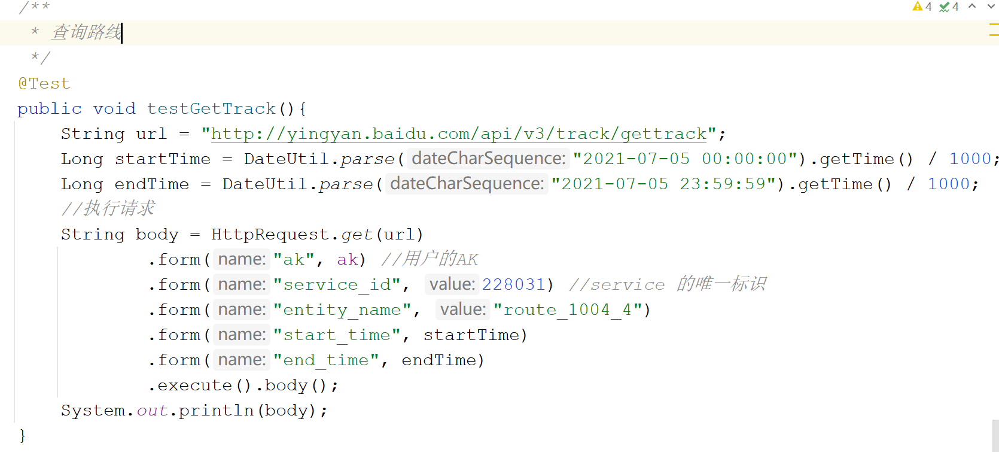 /**
 * 查询路线
 */
@Test
public void testGetTrack(){
    String url = "http://yingyan.baidu.com/api/v3/track/gettrack";
    Long startTime = DateUtil.parse( dateCharSequence: "2021-07-05 00:00:00").getTime() / 1000;
    Long endTime = DateUtil.parse( dateCharSequence: "2021-07-05 23:59:59").getTime() / 1000;
    //执行请求
    String body = HttpRequest.get(url)
            .form( name: "ak", ak) //用户的AK
            .form( name: "service_id",  value: 228031) //service 的唯一标识
            .form( name: "entity_name",  value: "route_1004_4")
            .form( name: "start_time", startTime)
            .form( name: "end_time", endTime)
            .execute().body();
    System.out.println(body);
}
4 4